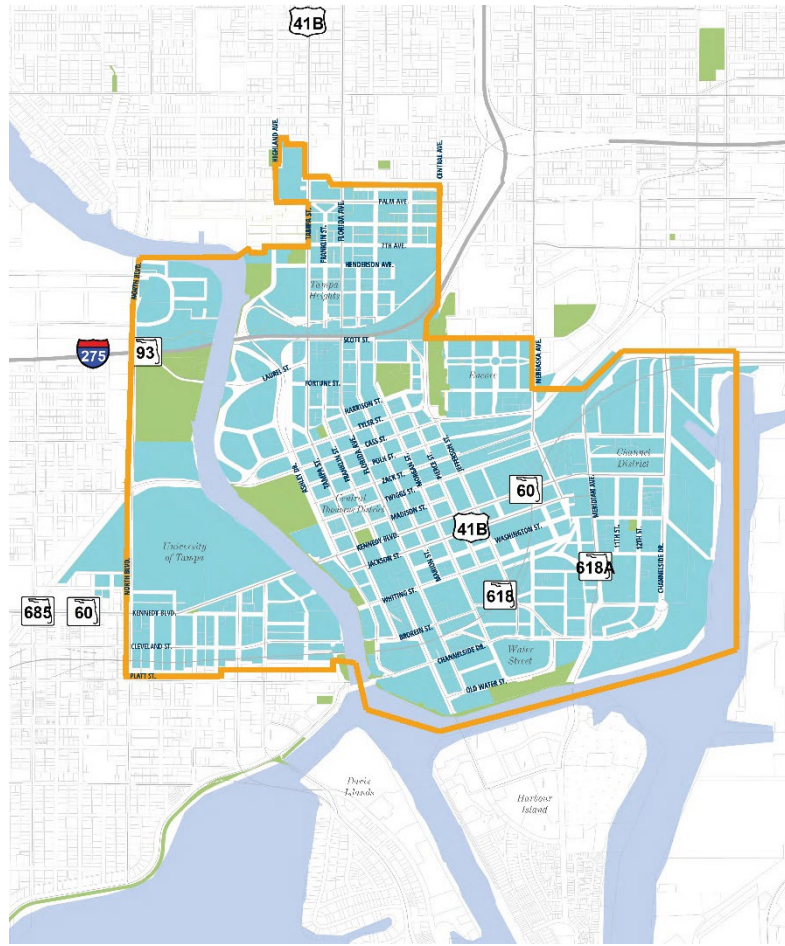 41B
HIGHLAND AVE.
CENTRAL AVE.
PALM AVE.
TAMPA ST.
FRANKLIN ST.
FLORIDA AVE.
7TH AVE.
HENDERSON AVE.
Tampa
Heights
NORTH BLVD.
275
93
SCOTT ST.
LAUREL ST.
FORTUNE ST.
Encore
NEBRASKA AVE.
HARRISON ST.
TYLER ST.
CASS ST.
POLK ST.
ZACK ST.
TWIGGS ST.
MADISON ST.
ASHLEY DR.
TAMPA ST.
FRANKLIN ST.
FLORIDA AVE.
MORGAN ST.
PIERCE ST.
JEFFERSON ST.
Central
Business District
Channel
District
60
41B
MERIDIAN AVE.
11TH ST.
12TH ST.
CHANNELSIDE DR.
KENNEDY BLVD.
JACKSON ST.
MARION ST.
WASHINGTON ST.
University
of Tampa
618A
618
NORTH BLVD.
WHITING ST.
685
60
KENNEDY BLVD.
CLEVELAND ST.
BROREIN ST.
CHANNELSIDE DR.
Water
Street
PLATT ST.
OLD WATER ST.
Davis
Islands
Harbour
Island